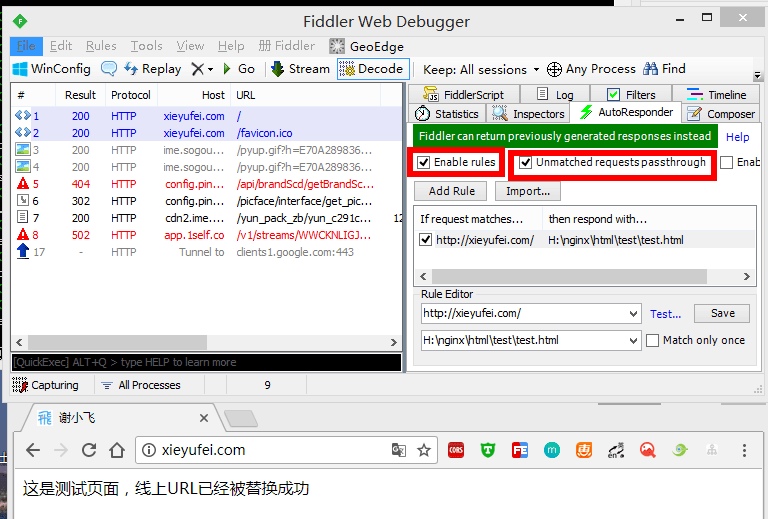 Fiddler Web Debugger
File Edit Rules Tools View Help 册 Fiddler GeoEdge
WinConfig Replay Go Stream Decode Keep: All sessions Any Process Find
# Result Protocol Host URL
1 200 HTTP xieyufei.com /
2 200 HTTP xieyufei.com /favicon.ico
3 200 HTTP ime.sogou... /pyup.gif?h=E70A289836...
4 200 HTTP ime.sogou... /pyup.gif?h=E70A289836...
5 404 HTTP config.pin... /api/brandScd/getBrandSc...
6 302 HTTP config.pin... /picface/interface/get_pic...
7 200 HTTP cdn2.ime.... /yun_pack_zb/yun_c291c... 12
8 502 HTTP app.1self.co /v1/streams/WWCKNLIGJ...
17 - HTTP Tunnel to clients1.google.com:443
[QuickExec] ALT+Q > type HELP to learn more
Capturing All Processes 9
FiddlerScript Log Filters Timeline
Statistics Inspectors AutoResponder Composer
Fiddler can return previously generated responses instead Help
Enable rules Unmatched requests passthrough Enab
Add Rule Import...
If request matches... then respond with...
http://xieyufei.com/ H:\nginx\html\test\test.html
Rule Editor
http://xieyufei.com/ Test... Save
H:\nginx\html\test\test.html Match only once
飛 谢小飞
xieyufei.com
CORS T FE m en
这是测试页面，线上URL已经被替换成功